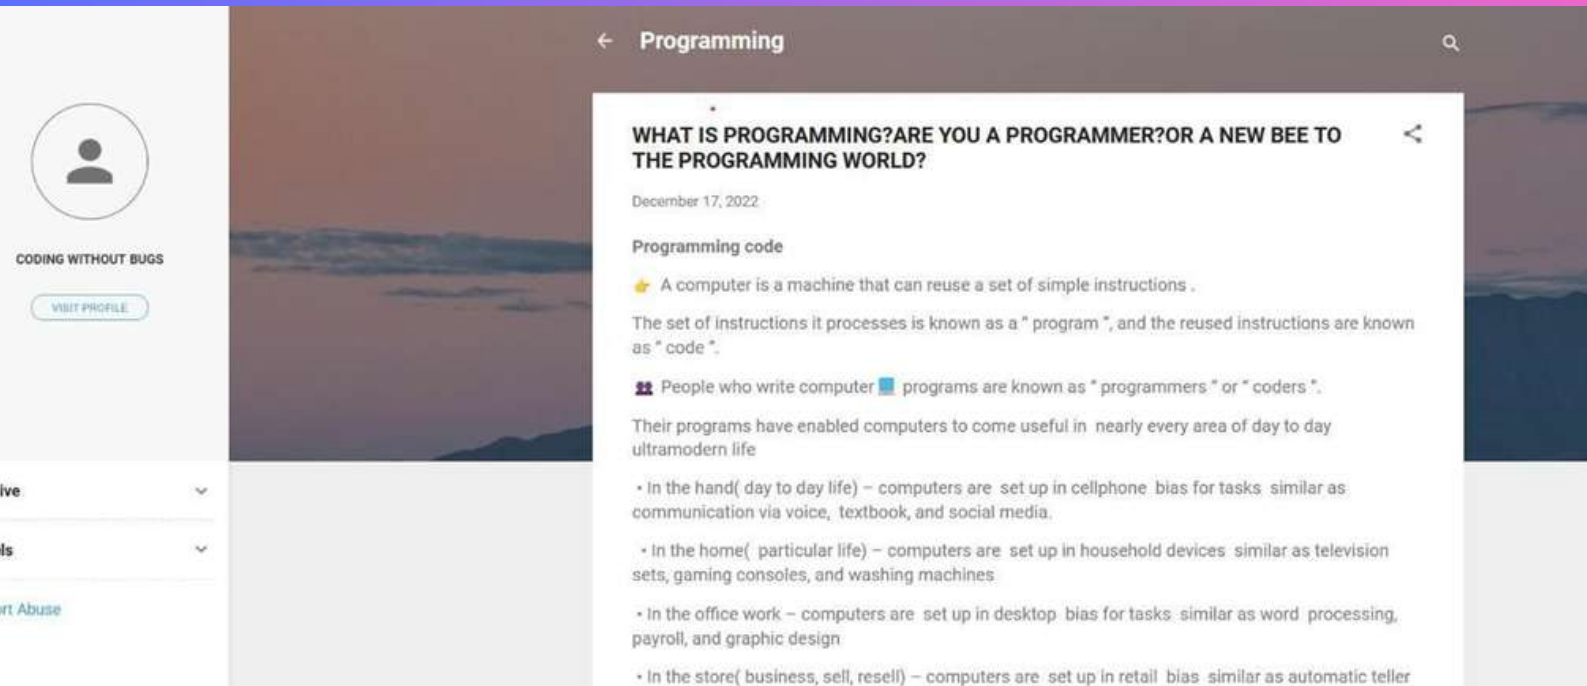 Programming
WHAT IS PROGRAMMING?ARE YOU A PROGRAMMER?OR A NEW BEE TO
THE PROGRAMMING WORLD?
December 17, 2022
Programming code
👉 A computer is a machine that can reuse a set of simple instructions .
The set of instructions it processes is known as a " program ", and the reused instructions are known
as " code ".
👥 People who write computer 💻 programs are known as " programmers " or " coders ".
Their programs have enabled computers to come useful in nearly every area of day to day
ultramodern life
• In the hand( day to day life) – computers are set up in cellphone bias for tasks similar as
communication via voice, textbook, and social media.
• In the home( particular life) – computers are set up in household devices similar as television
sets, gaming consoles, and washing machines
• In the office work – computers are set up in desktop bias for tasks similar as word processing,
payroll, and graphic design
• In the store( business, sell, resell) – computers are set up in retail bias similar as automatic teller
CODING WITHOUT BUGS
VISIT PROFILE
ive
ls
rt Abuse